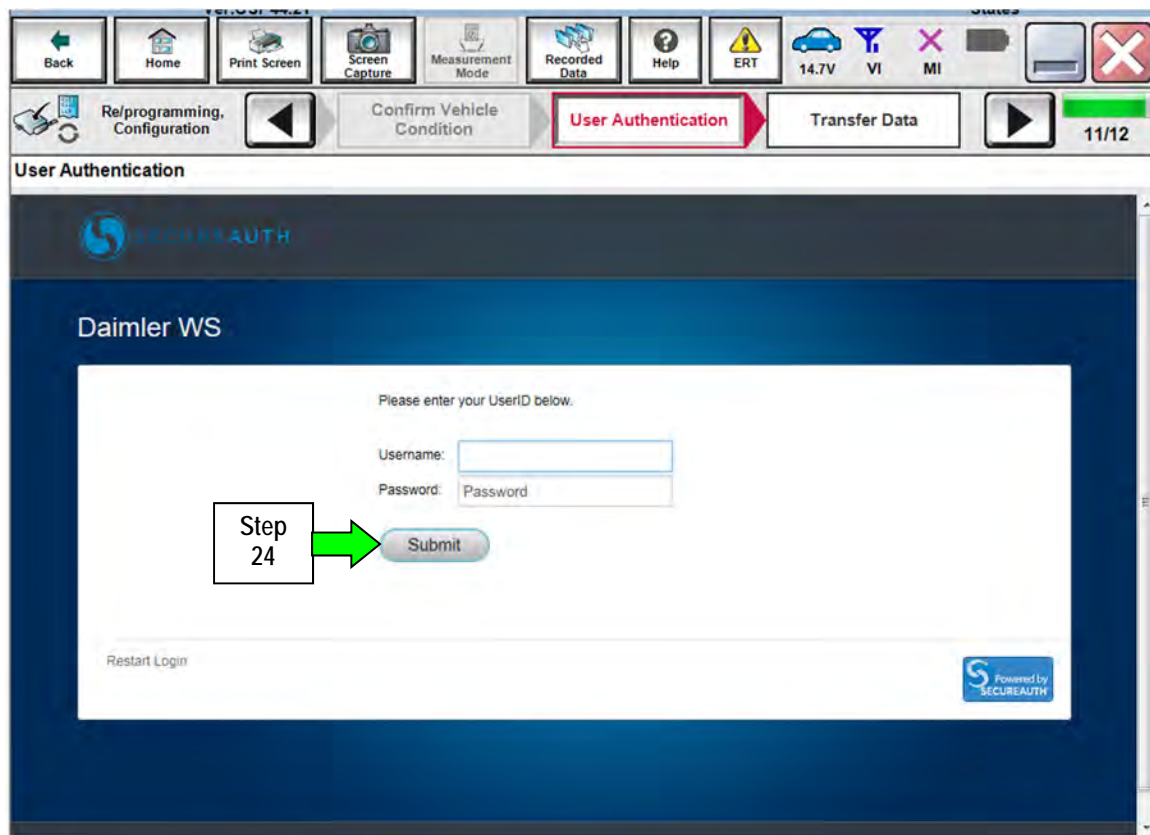 Back
Home
Print Screen
Screen
Capture
Measurement
Mode
Recorded
Data
Help
ERT
14.7V
VI
MI
Re/programming,
Configuration
Confirm Vehicle
Condition
User Authentication
Transfer Data
11/12
User Authentication
SECUREAUTH
Daimler WS
Please enter your UserID below.
Username:
Password: Password
Step
24
Submit
Restart Login
Powered by
SECUREAUTH